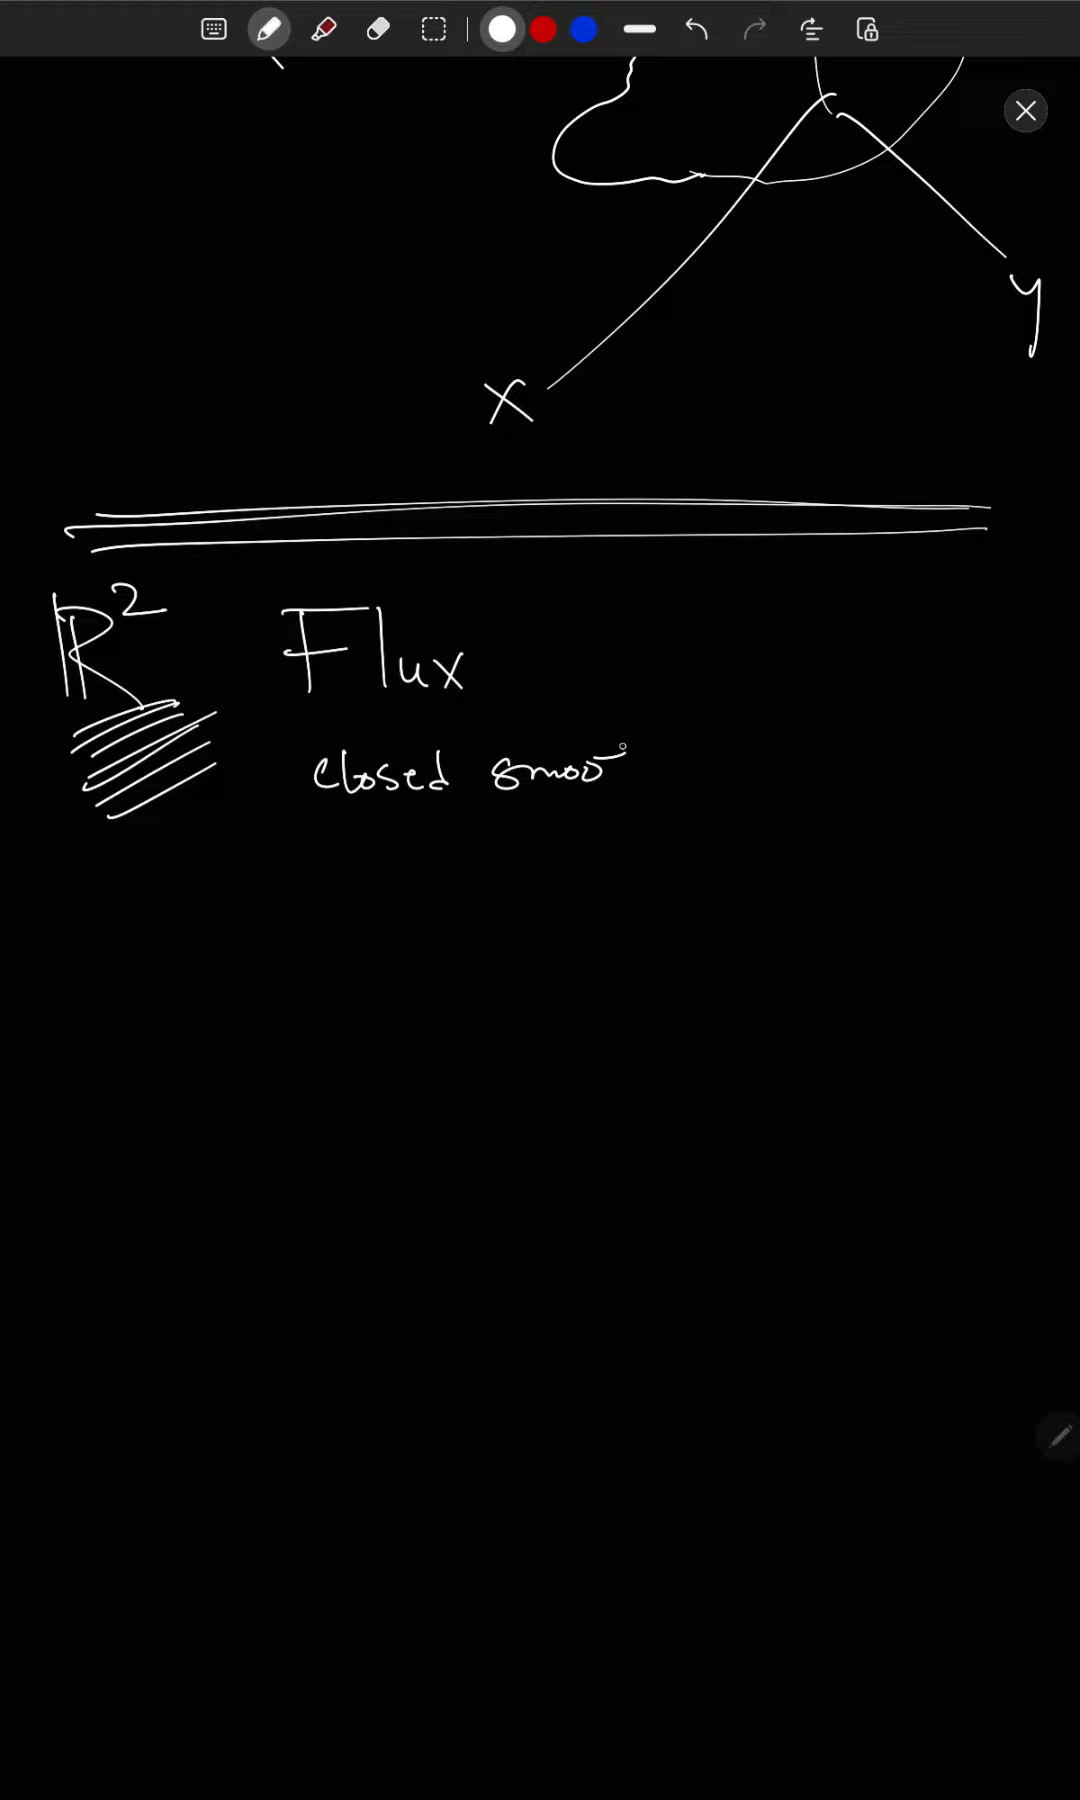 y
x
ℝ² Flux
closed smoo